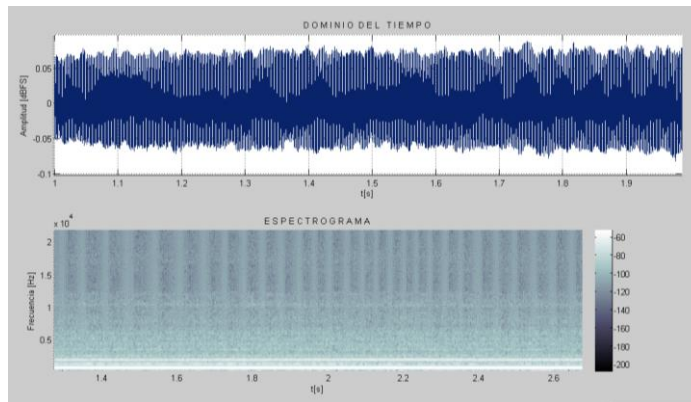 DOMINIO DEL TIEMPO
Amplitud [dBFS]
0.05
0
-0.05
-0.1
1 1.1 1.2 1.3 1.4 1.5 1.6 1.7 1.8 1.9
t[s]
x 10^4
ESPECTROGRAMA
Frecuencia [Hz]
2
1.5
1
0.5
1.4 1.6 1.8 2 2.2 2.4 2.6
t[s]
-60
-80
-100
-120
-140
-160
-180
-200